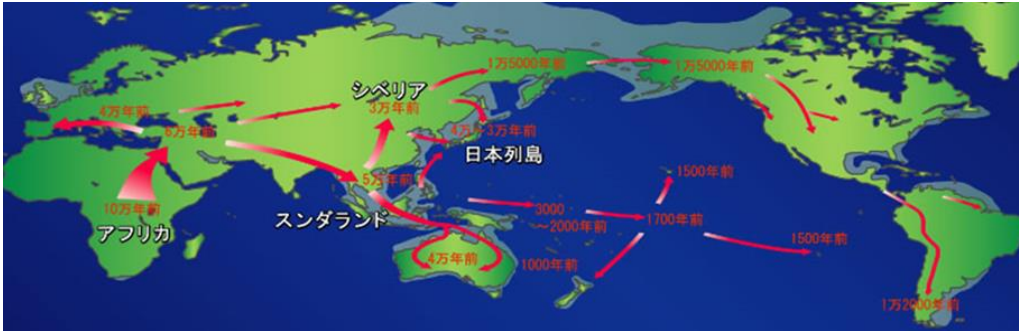 1万5000年前
1万5000年前
シベリア
4万年前
3万年前
6万年前
4万～3万年前
日本列島
5万年前
1500年前
10万年前
スンダランド
3000
～2000年前
1700年前
アフリカ
1500年前
4万年前
1000年前
1万2000年前